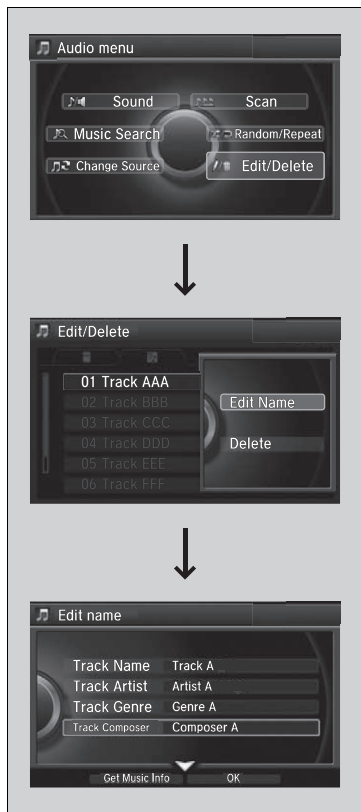 Audio menu
Sound
Scan
Music Search
Random/Repeat
Change Source
Edit/Delete
Edit/Delete
01 Track AAA
02 Track BBB
Edit Name
03 Track CCC
04 Track DDD
Delete
05 Track EEE
06 Track FFF
Edit name
Track Name Track A
Track Artist Artist A
Track Genre Genre A
Track Composer Composer A
Get Music Info OK